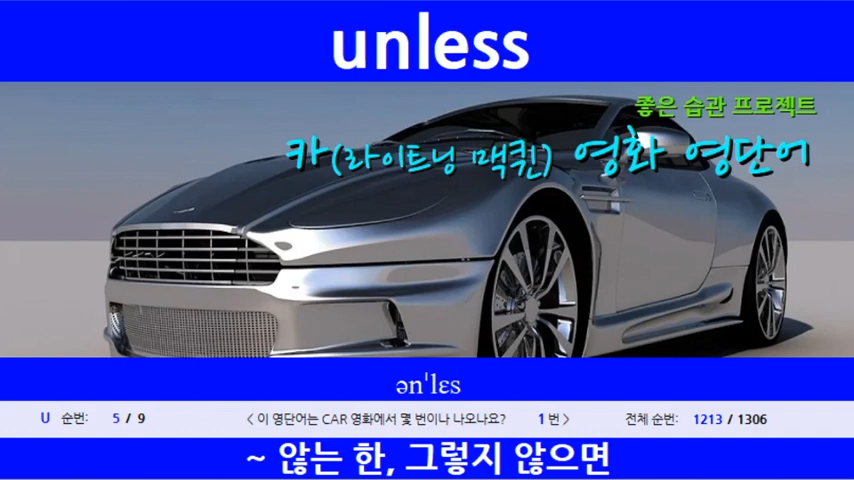 unless
좋은 습관 프로젝트
카(라이트닝 맥퀸) 영화 영단어
ən'lɛs
U 순번: 5 / 9 < 이 영단어는 CAR 영화에서 몇 번이나 나오나요? 1 번 > 전체 순번: 1213 / 1306
~ 않는 한, 그렇지 않으면